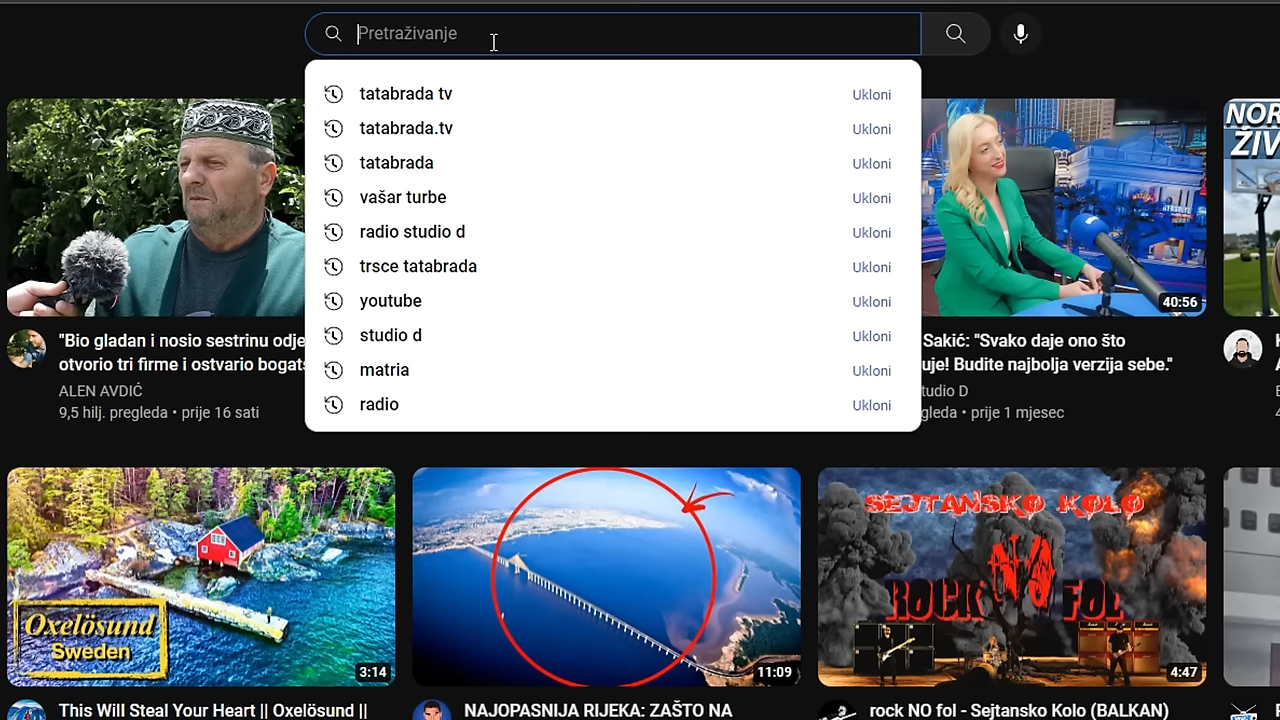 Pretraživanje
tatabrada tv Ukloni
tatabrada.tv Ukloni
tatabrada Ukloni
vašar turbe Ukloni
radio studio d Ukloni
trsce tatabrada Ukloni
youtube Ukloni
studio d Ukloni
matria Ukloni
radio Ukloni
40:56
"Bio gladan i nosio sestrinu odje
otvorio tri firme i ostvario bogats
ALEN AVDIĆ
9,5 hilj. pregleda • prije 16 sati
Sakić: "Svako daje ono što
uje! Budite najbolja verzija sebe."
tudio D
gleda • prije 1 mjesec
NOR
ŽIV
Oxelösund
Sweden
3:14
11:09
SEJTANSKO KOLO
ROCK NO FOL
4:47
This Will Steal Your Heart || Oxelösund ||
NAJOPASNIJA RIJEKA: ZAŠTO NA
rock NO fol - Sejtansko Kolo (BALKAN)